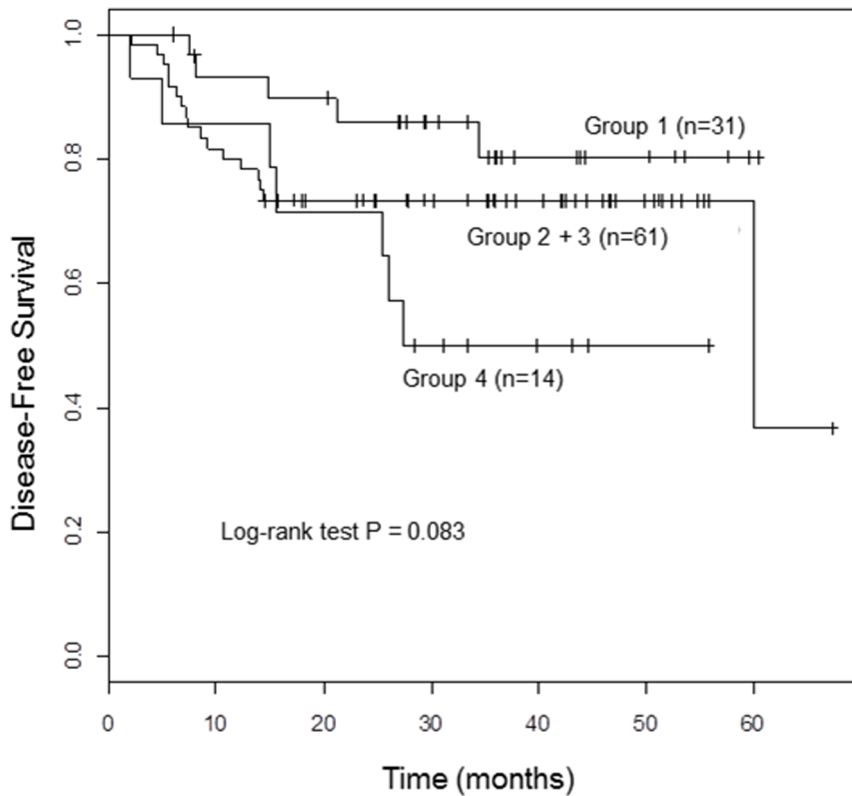 Disease-Free Survival
1.0
0.8
0.6
0.4
0.2
0.0
Group 1 (n=31)
Group 2 + 3 (n=61)
Group 4 (n=14)
Log-rank test P = 0.083
0 10 20 30 40 50 60
Time (months)